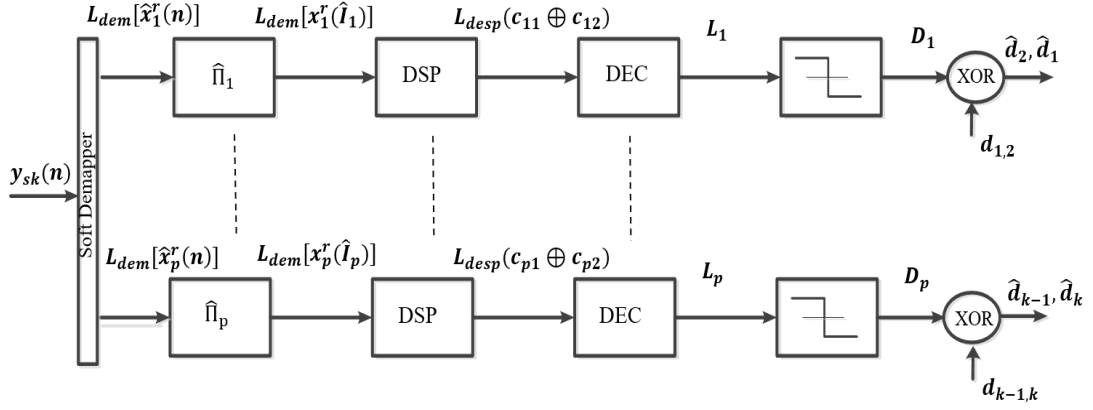 L_dem[x̂_1^r(n)] L_dem[x_1^r(Î_1)] L_desp(c_11 ⊕ c_12) L_1 D_1 d̂_2, d̂_1
Π̂_1 DSP DEC XOR
d_1,2
y_sk(n)
Soft Demapper
L_dem[x̂_p^r(n)] L_dem[x_p^r(Î_p)] L_desp(c_p1 ⊕ c_p2) L_p D_p d̂_k−1, d̂_k
Π̂_p DSP DEC XOR
d_k−1,k